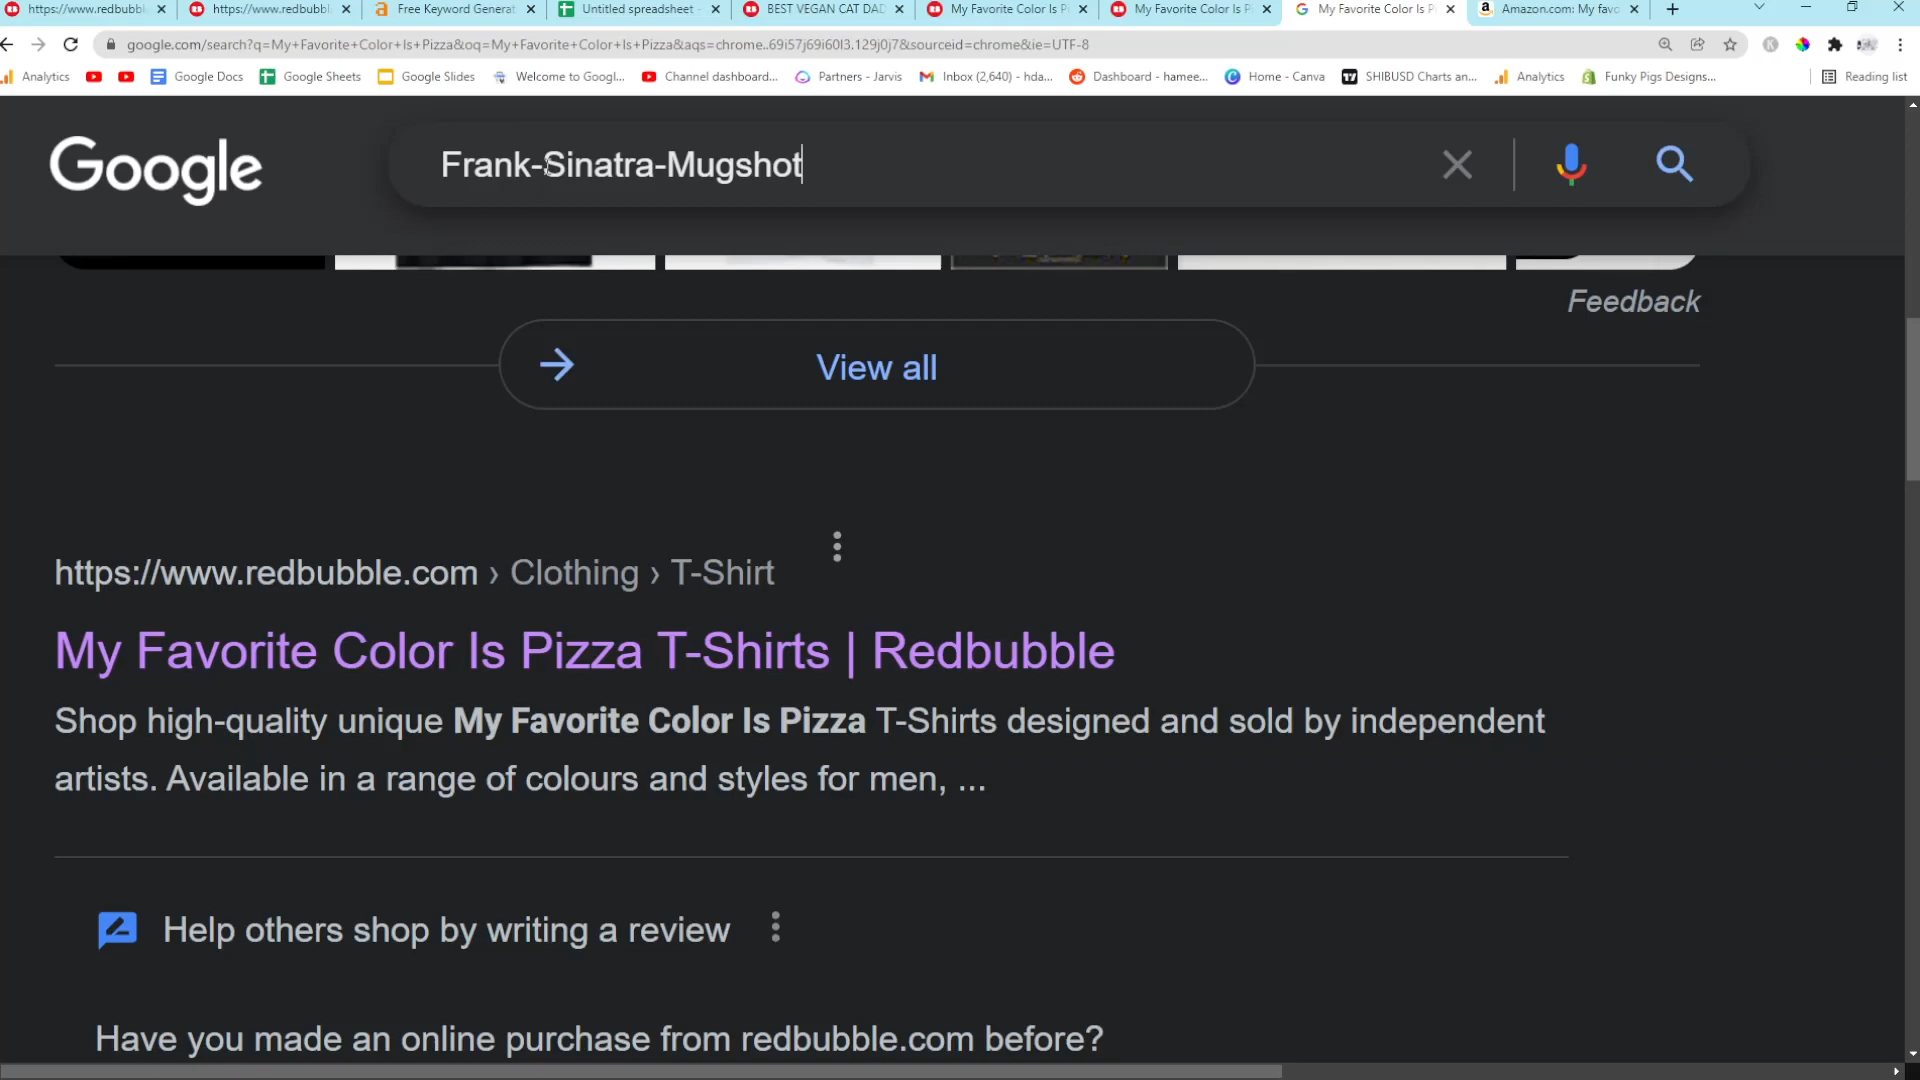 https://www.redbubbl
https://www.redbubbl
Free Keyword Generat
Untitled spreadsheet -
BEST VEGAN CAT DAD
My Favorite Color Is P
My Favorite Color Is P
My Favorite Color Is P
Amazon.com: My favo
google.com/search?q=My+Favorite+Color+Is+Pizza&oq=My+Favorite+Color+Is+Pizza&aqs=chrome..69i57j69i60l3.129j0j7&sourceid=chrome&ie=UTF-8
Analytics
Google Docs
Google Sheets
Google Slides
Welcome to Googl...
Channel dashboard...
Partners - Jarvis
Inbox (2,640) - hda...
Dashboard - hamee...
Home - Canva
SHIBUSD Charts an...
Analytics
Funky Pigs Designs...
Reading list
Google
Frank-Sinatra-Mugshot
Feedback
View all
https://www.redbubble.com › Clothing › T-Shirt
My Favorite Color Is Pizza T-Shirts | Redbubble
Shop high-quality unique My Favorite Color Is Pizza T-Shirts designed and sold by independent
artists. Available in a range of colours and styles for men, ...
Help others shop by writing a review
Have you made an online purchase from redbubble.com before?